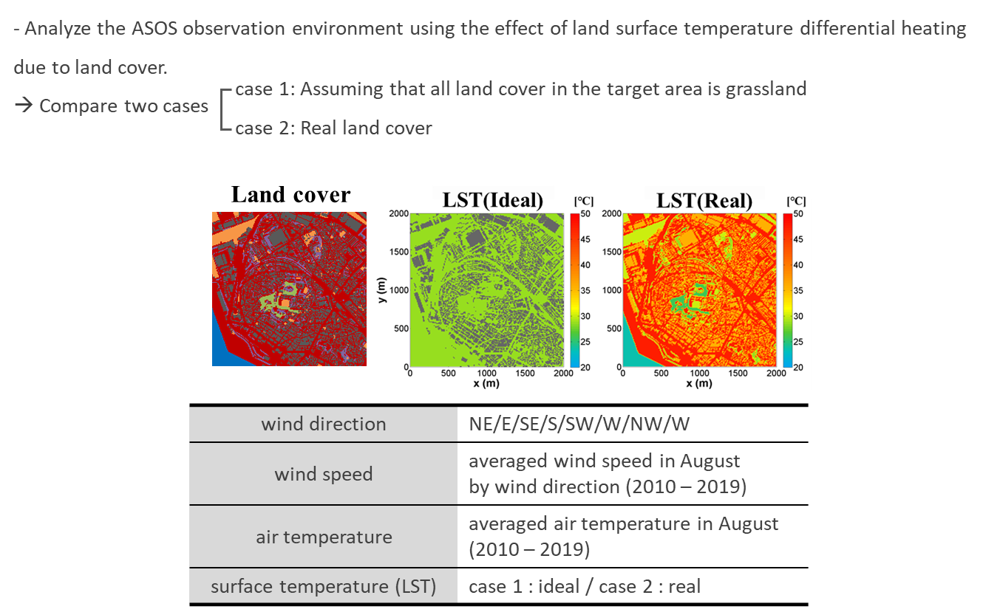 - Analyze the ASOS observation environment using the effect of land surface temperature differential heating
due to land cover.
→ Compare two cases
case 1: Assuming that all land cover in the target area is grassland
case 2: Real land cover
Land cover
LST(Ideal)
[°C]
2000
1500
1000
500
0
y (m)
0 500 1000 1500 2000
x (m)
50
45
40
35
30
25
20
LST(Real)
[°C]
2000
1500
1000
500
0
0 500 1000 1500 2000
x (m)
50
45
40
35
30
25
20
wind direction
NE/E/SE/S/SW/W/NW/W
wind speed
averaged wind speed in August
by wind direction (2010 – 2019)
air temperature
averaged air temperature in August
(2010 – 2019)
surface temperature (LST)
case 1 : ideal / case 2 : real